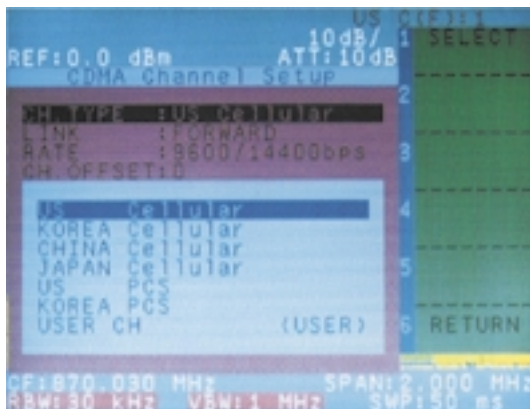 US C(F):1
10dB/ 1 SELECT
REF:0.0 dBm ATT:10dB
CDMA Channel Setup
2
CH.TYPE :US Cellular
LINK :FORWARD
RATE :9600/14400bps
3
CH.OFFSET:0
US Cellular
4
KOREA Cellular
CHINA Cellular
JAPAN Cellular
5
US PCS
KOREA PCS
USER CH (USER)
6 RETURN
CF:870.030 MHz SPAN:2.000 MHz
RBW:30 kHz VBW:1 MHz SWP:50 ms